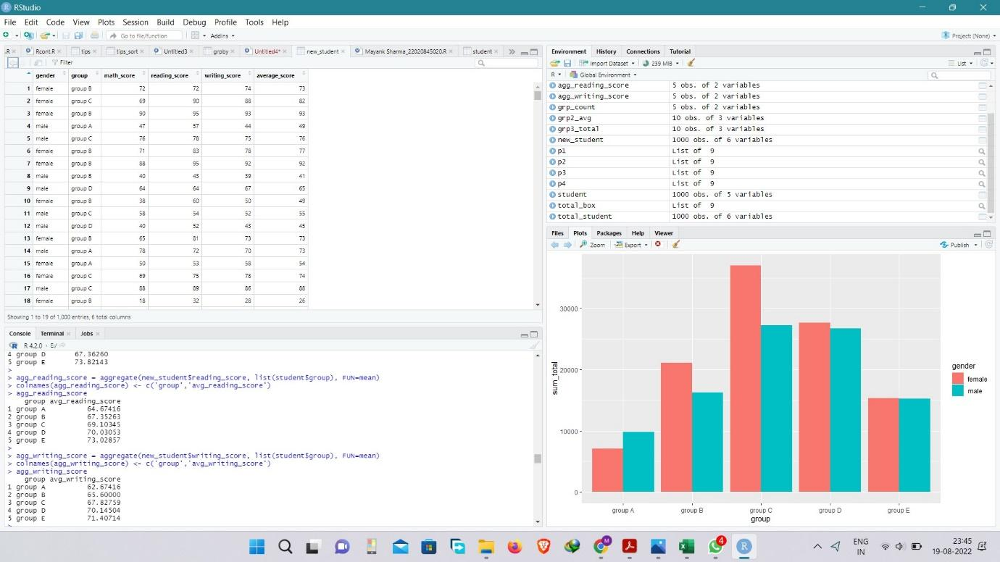 RStudio
File Edit Code View Plots Session Build Debug Profile Tools Help
Go to file/function Addins Project: (None)
.R Rcont.R tips tips_sort Untitled3 grpby Untitled4* new_student Mayank Sharma_22020845020.R student
Filter
gender group math_score reading_score writing_score average_score
1 female group B 72 72 74 73
2 female group C 69 90 88 82
3 female group B 90 95 93 93
4 male group A 47 57 44 49
5 male group C 76 78 75 76
6 female group B 71 83 78 77
7 female group B 88 95 92 92
8 male group B 40 43 39 41
9 male group D 64 64 67 65
10 female group B 38 60 50 49
11 male group C 58 54 52 55
12 male group D 40 52 43 45
13 female group B 65 81 73 73
14 male group A 78 72 70 73
15 female group A 50 53 58 54
16 female group C 69 75 78 74
17 male group C 88 89 86 88
18 female group B 18 32 28 26
Showing 1 to 19 of 1,000 entries, 6 total columns
Console Terminal Jobs
R 4.2.0 · E:/
4 group D 67.36260
5 group E 73.82143
>
> agg_reading_score = aggregate(new_student$reading_score, list(student$group), FUN=mean)
> colnames(agg_reading_score) <- c('group','avg_reading_score')
> agg_reading_score
group avg_reading_score
1 group A 64.67416
2 group B 67.35263
3 group C 69.10345
4 group D 70.03053
5 group E 73.02857
>
> agg_writing_score = aggregate(new_student$writing_score, list(student$group), FUN=mean)
> colnames(agg_writing_score) <- c('group','avg_writing_score')
> agg_writing_score
group avg_writing_score
1 group A 62.67416
2 group B 65.60000
3 group C 67.82759
4 group D 70.14504
5 group E 71.40714
Environment History Connections Tutorial
Import Dataset 239 MiB List
R Global Environment
agg_reading_score 5 obs. of 2 variables
agg_writing_score 5 obs. of 2 variables
grp_count 5 obs. of 2 variables
grp2_avg 10 obs. of 3 variables
grp3_total 10 obs. of 3 variables
new_student 1000 obs. of 6 variables
p1 List of 9
p2 List of 9
p3 List of 9
p4 List of 9
student 1000 obs. of 5 variables
total_box List of 9
total_student 1000 obs. of 6 variables
Files Plots Packages Help Viewer
Zoom Export Publish
30000
20000
10000
0
sum_total
group A group B group C group D group E
group
gender
female
male
M 4 R
ENG
IN
23:45
19-08-2022